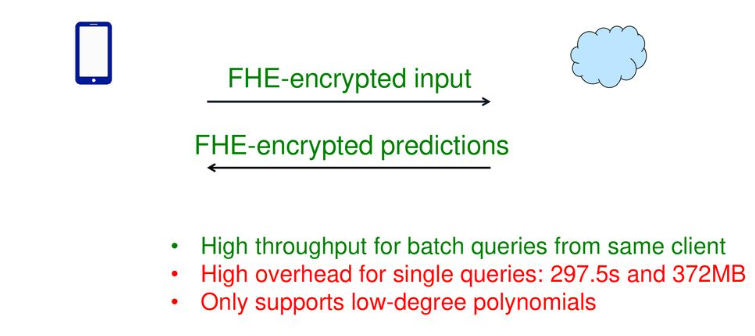 FHE-encrypted input
FHE-encrypted predictions
• High throughput for batch queries from same client
• High overhead for single queries: 297.5s and 372MB
• Only supports low-degree polynomials